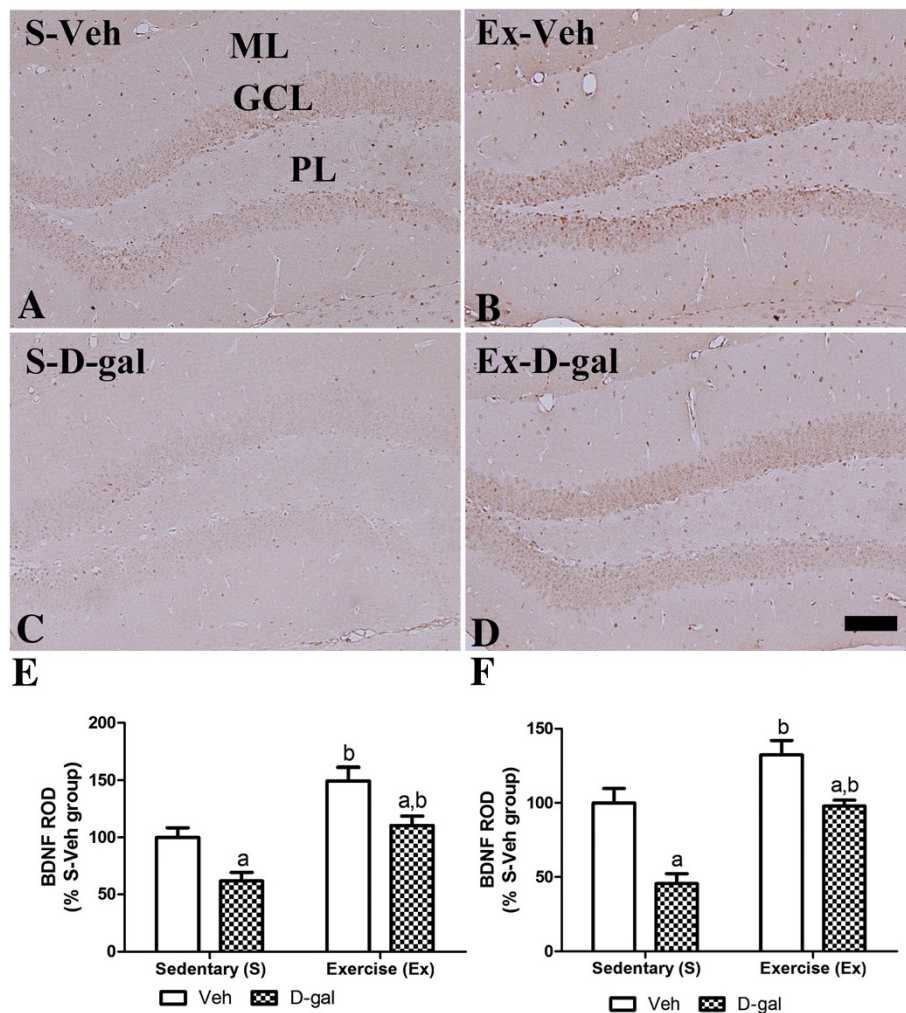 S-Veh
ML
GCL
PL
A
Ex-Veh
B
S-D-gal
C
Ex-D-gal
D
E
BDNF ROD
(% S-Veh group)
200
150
100
50
0
a
b
a,b
Sedentary (S)
Exercise (Ex)
Veh
D-gal
F
BDNF ROD
(% S-Veh group)
150
100
50
0
a
b
a,b
Sedentary (S)
Exercise (Ex)
Veh
D-gal